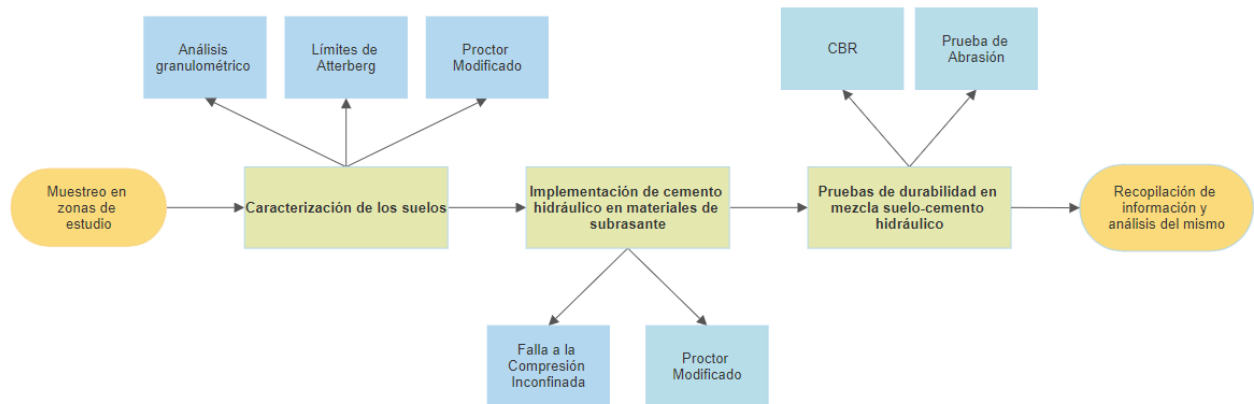 Análisis
granulométrico
Límites de
Atterberg
Proctor
Modificado
CBR
Prueba de
Abrasión
Muestreo en
zonas de
estudio
Caracterización de los suelos
Implementación de cemento
hidráulico en materiales de
subrasante
Pruebas de durabilidad en
mezcla suelo-cemento
hidráulico
Recopilación de
información y
análisis del mismo
Falla a la
Compresión
Inconfinada
Proctor
Modificado